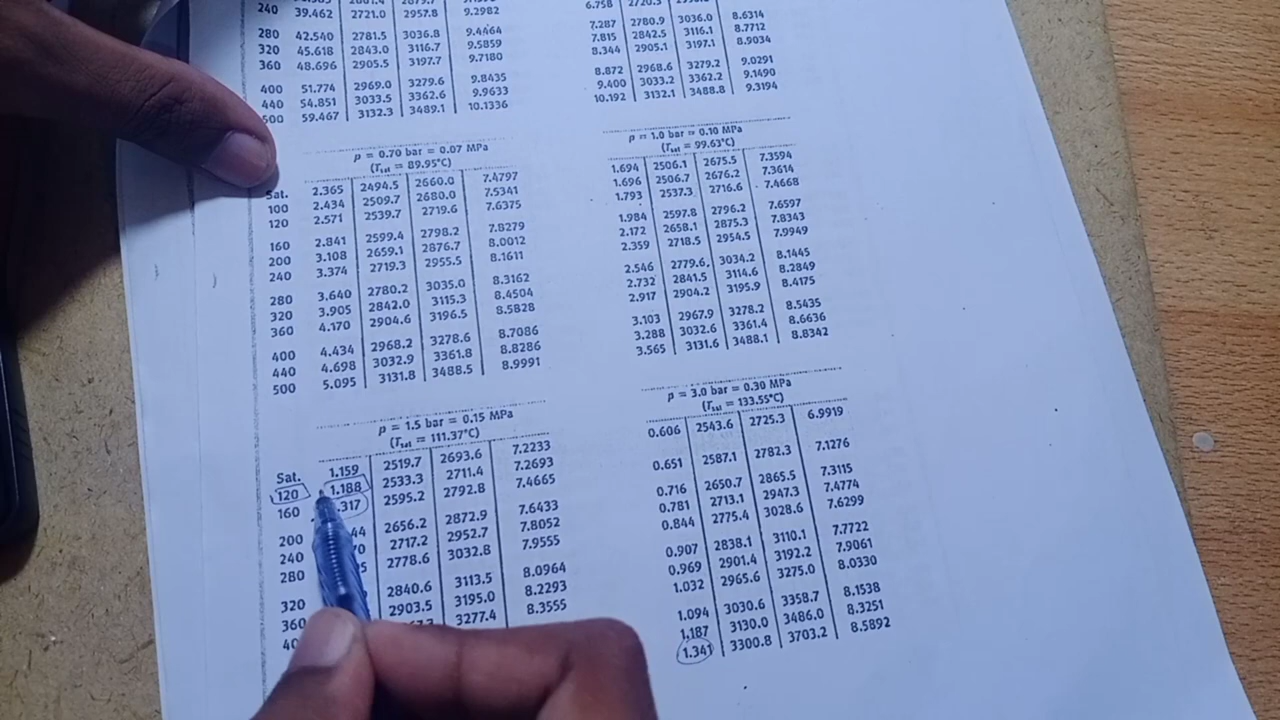 240 39.462 2721.0 2957.8 9.2982
280 42.540 2781.5 3036.8 9.4464
320 45.618 2843.0 3116.7 9.5859
360 48.696 2905.5 3197.7 9.7180
400 51.774 2969.0 3279.6 9.8435
440 54.851 3033.5 3362.6 9.9633
500 59.467 3132.3 3489.1 10.1336
6.758
7.287 2780.9 3036.0 8.6314
7.815 2842.5 3116.1 8.7712
8.344 2905.1 3197.1 8.9034
8.872 2968.6 3279.2 9.0291
9.400 3033.2 3362.2 9.1490
10.192 3132.1 3488.8 9.3194
p = 0.70 bar = 0.07 MPa
(Tsat = 89.95°C)
Sat. 2.365 2494.5 2660.0 7.4797
100 2.434 2509.7 2680.0 7.5341
120 2.571 2539.7 2719.6 7.6375
160 2.841 2599.4 2798.2 7.8279
200 3.108 2659.1 2876.7 8.0012
240 3.374 2719.3 2955.5 8.1611
280 3.640 2780.2 3035.0 8.3162
320 3.905 2842.0 3115.3 8.4504
360 4.170 2904.6 3196.5 8.5828
400 4.434 2968.2 3278.6 8.7086
440 4.698 3032.9 3361.8 8.8286
500 5.095 3131.8 3488.5 8.9991
p = 1.0 bar = 0.10 MPa
(Tsat = 99.63°C)
1.694 2506.1 2675.5 7.3594
1.696 2506.7 2676.2 7.3614
1.793 2537.3 2716.6 7.4668
1.984 2597.8 2796.2 7.6597
2.172 2658.1 2875.3 7.8343
2.359 2718.5 2954.5 7.9949
2.546 2779.6 3034.2 8.1445
2.732 2841.5 3114.6 8.2849
2.917 2904.2 3195.9 8.4175
3.103 2967.9 3278.2 8.5435
3.288 3032.6 3361.4 8.6636
3.565 3131.6 3488.1 8.8342
p = 1.5 bar = 0.15 MPa
(Tsat = 111.37°C)
Sat. 1.159 2519.7 2693.6 7.2233
120 1.188 2533.3 2711.4 7.2693
160 2595.2 2792.8 7.4665
200 2656.2 2872.9 7.6433
240 2717.2 2952.7 7.8052
280 2778.6 3032.8 7.9555
320 2840.6 3113.5 8.0964
360 2903.5 3195.0 8.2293
3277.4 8.3555
p = 3.0 bar = 0.30 MPa
(Tsat = 133.55°C)
0.606 2543.6 2725.3 6.9919
0.651 2587.1 2782.3 7.1276
0.716 2650.7 2865.5 7.3115
0.781 2713.1 2947.3 7.4774
0.844 2775.4 3028.6 7.6299
0.907 2838.1 3110.1 7.7722
0.969 2901.4 3192.2 7.9061
1.032 2965.6 3275.0 8.0330
1.094 3030.6 3358.7 8.1538
1.187 3130.0 3486.0 8.3251
1.341 3300.8 3703.2 8.5892